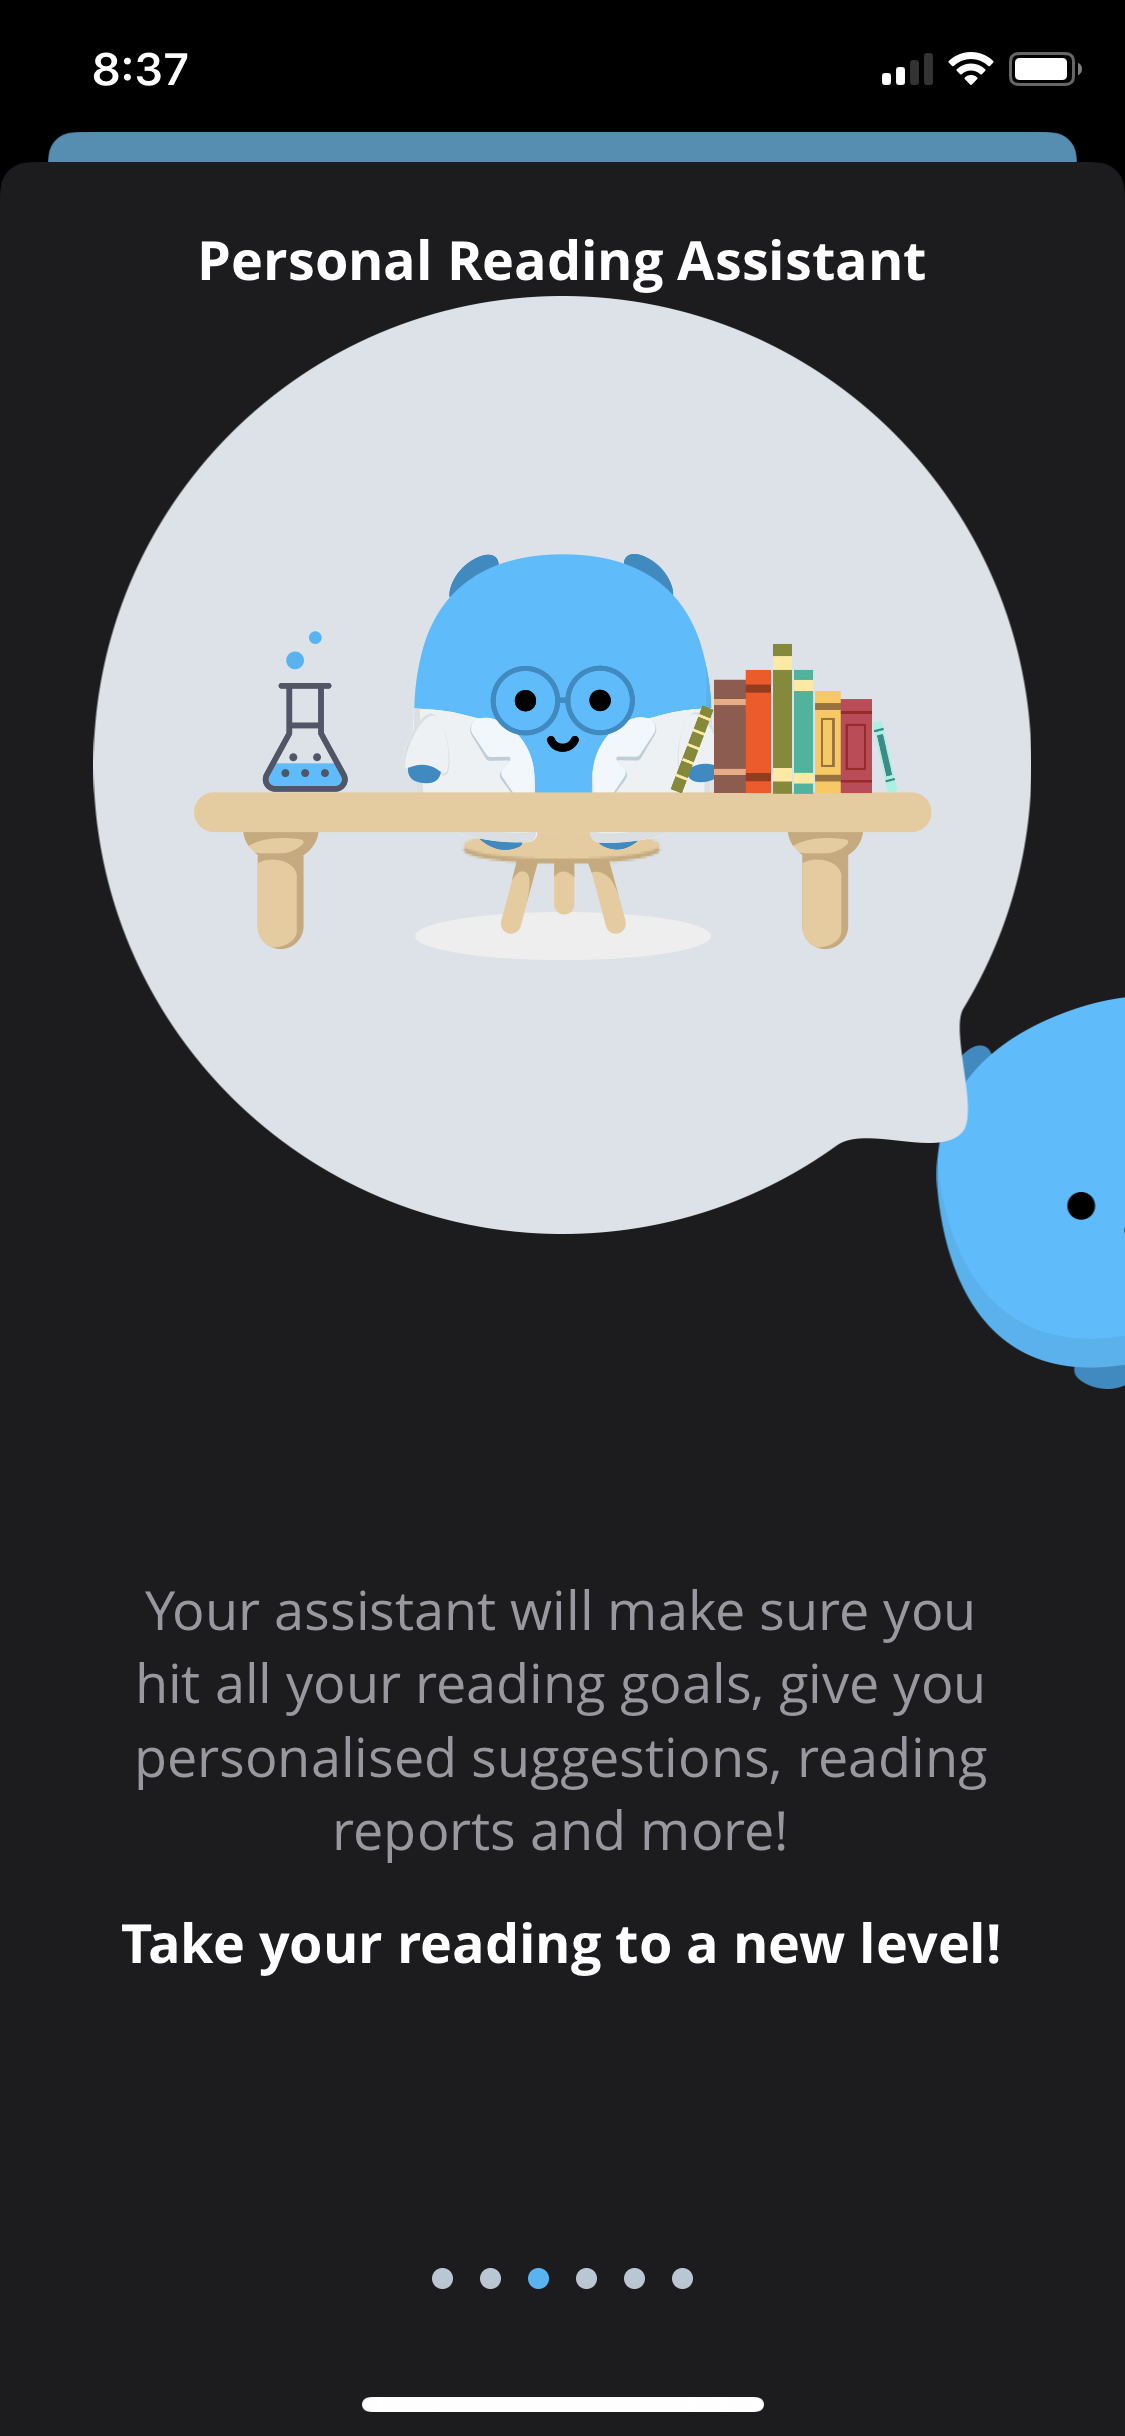 8:37
Personal Reading Assistant
Your assistant will make sure you
hit all your reading goals, give you
personalised suggestions, reading
reports and more!
Take your reading to a new level!